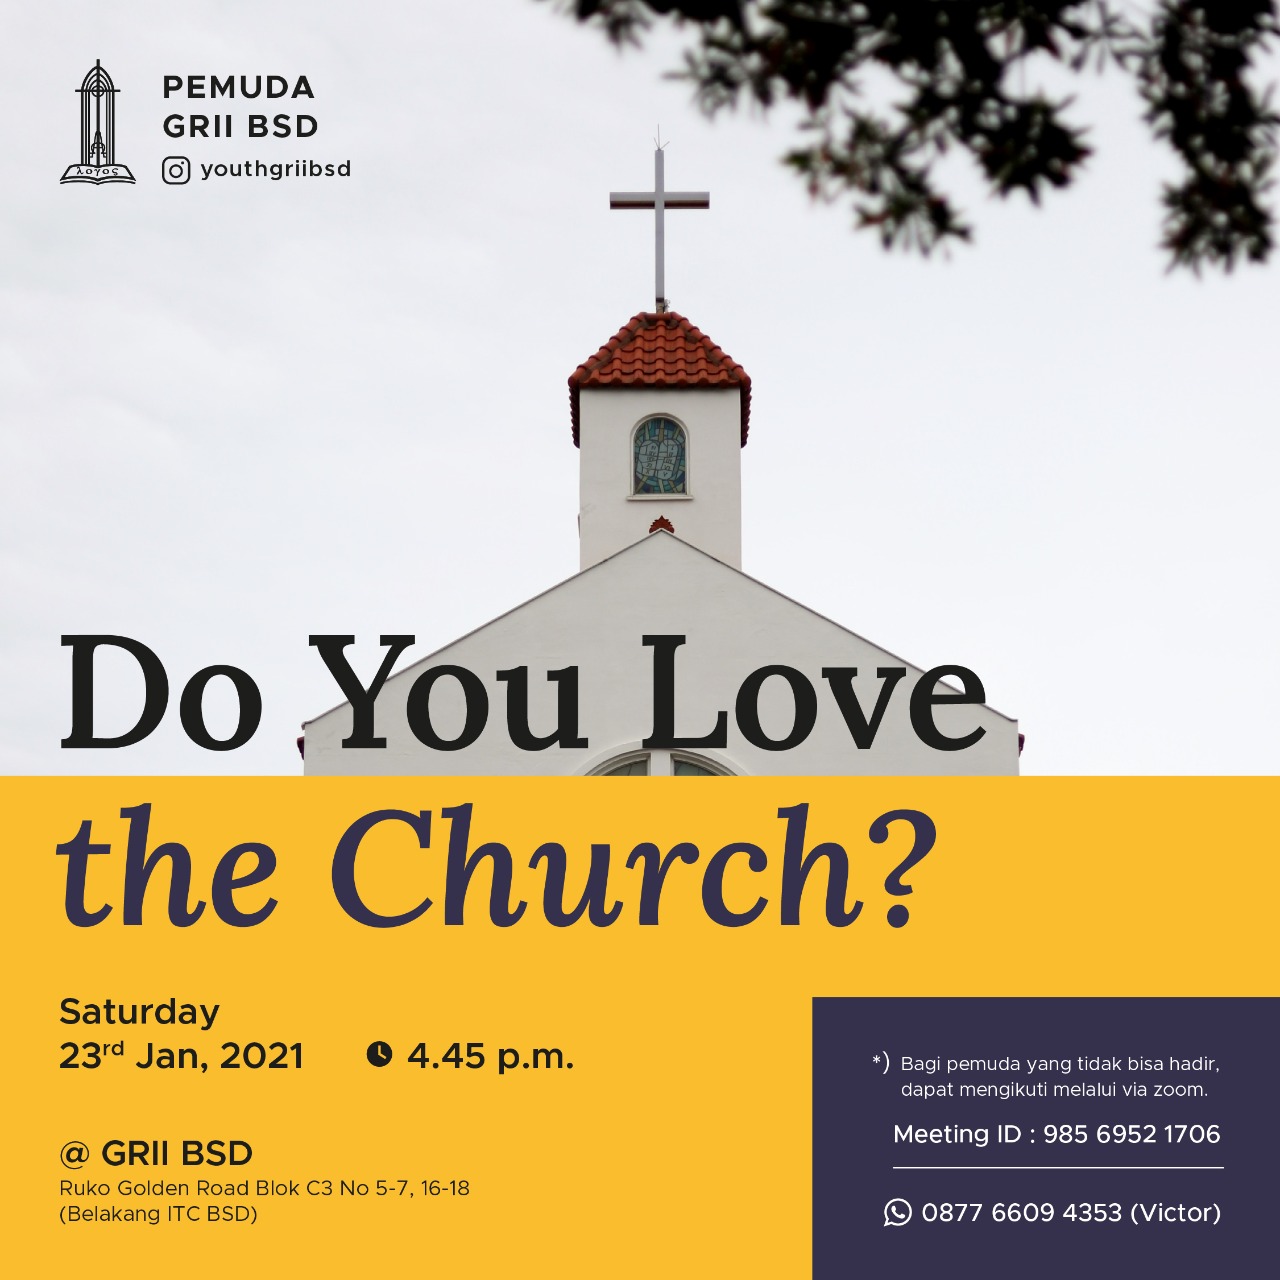 PEMUDA
GRII BSD
youthgriibsd
λογος
Do You Love
the Church?
Saturday
23rd Jan, 2021
4.45 p.m.
@ GRII BSD
Ruko Golden Road Blok C3 No 5-7, 16-18
(Belakang ITC BSD)
*) Bagi pemuda yang tidak bisa hadir,
dapat mengikuti melalui via zoom.
Meeting ID : 985 6952 1706
0877 6609 4353 (Victor)